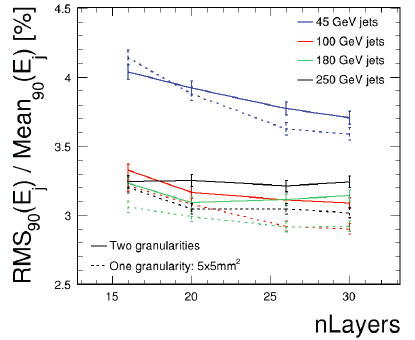 4.5
45 GeV jets
100 GeV jets
180 GeV jets
250 GeV jets
4
3.5
3
2.5
RMS90(Ej) / Mean90(Ej) [%]
Two granularities
One granularity: 5x5mm²
15
20
25
30
nLayers